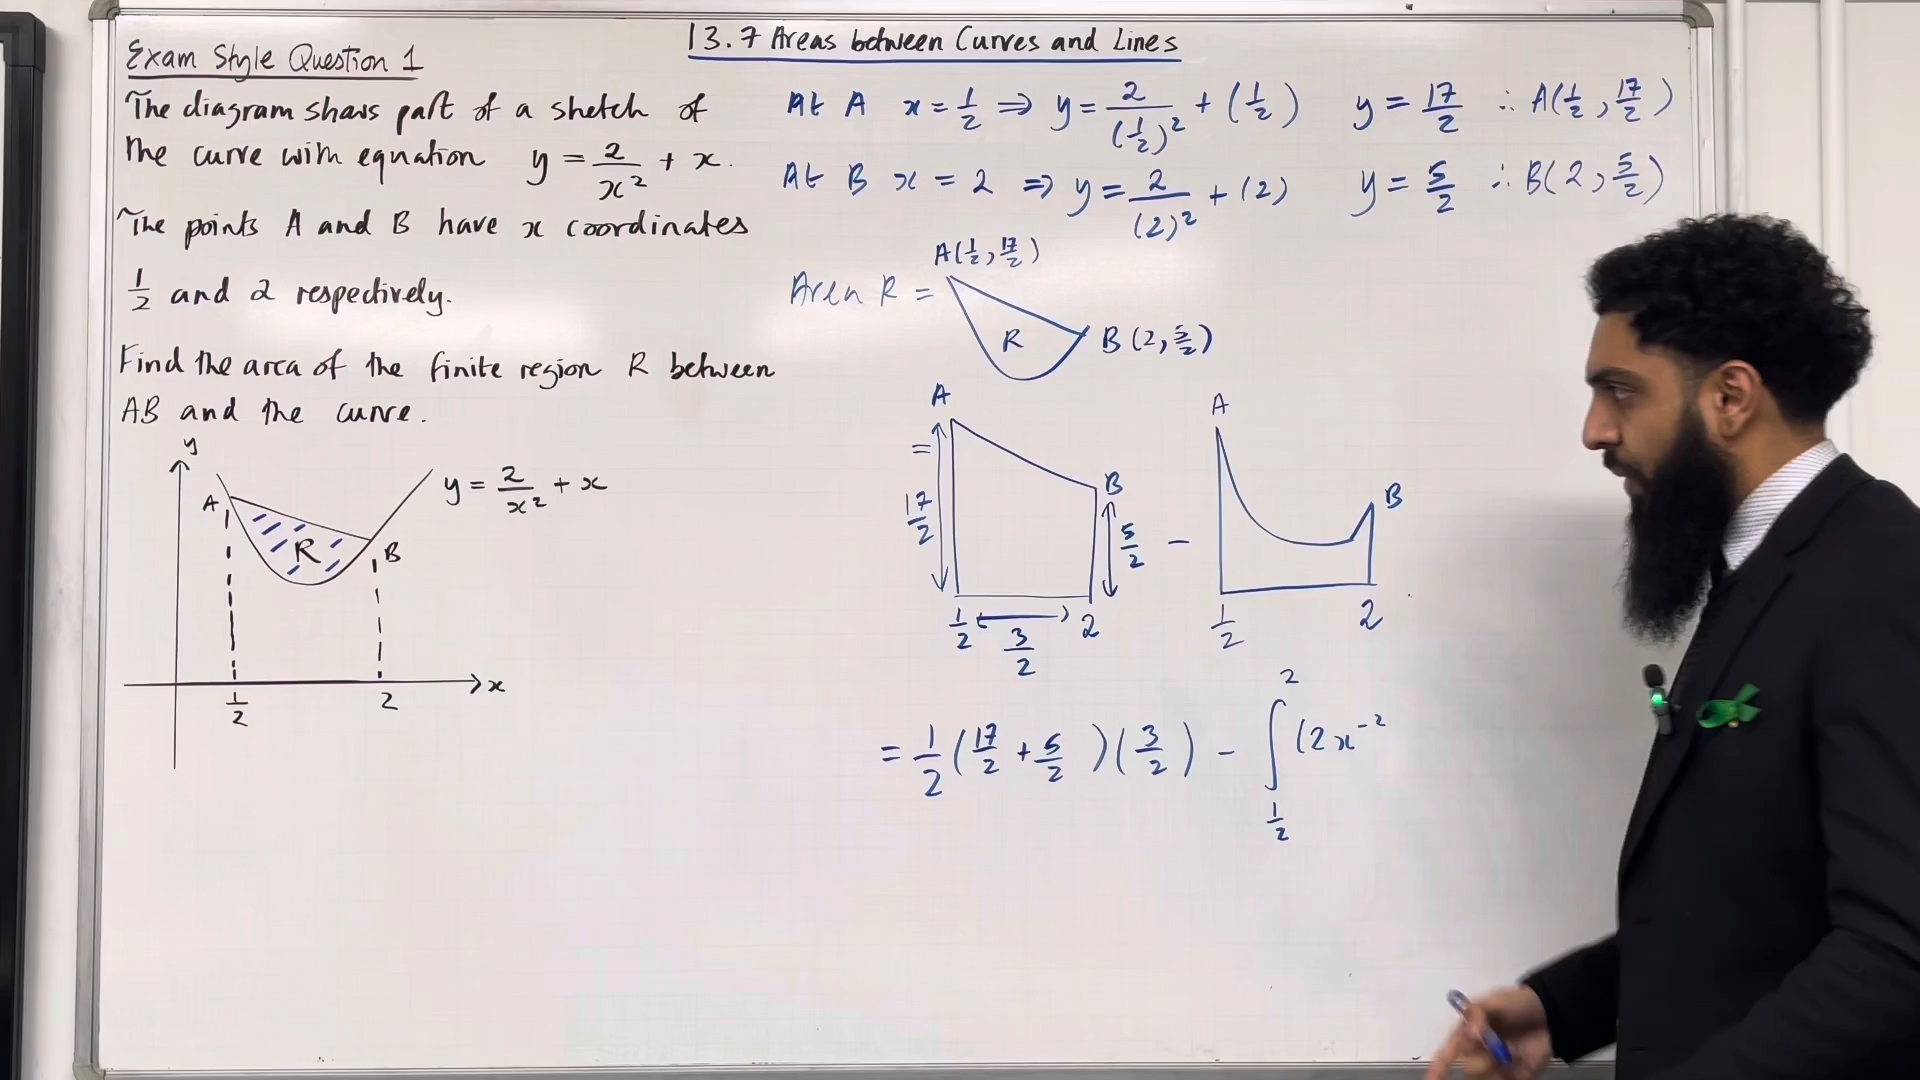 13.7 Areas between Curves and Lines
Exam Style Question 1
The diagram shows part of a sketch of
the curve with equation y = 2/x² + x.
The points A and B have x coordinates
1/2 and 2 respectively.
Find the area of the finite region R between
AB and the curve.
y
A
R
B
y = 2/x² + x
x
1/2
2
At A x = 1/2 ⇒ y = 2/(1/2)² + (1/2) y = 17/2 ∴ A(1/2, 17/2)
At B x = 2 ⇒ y = 2/(2)² + (2) y = 5/2 ∴ B(2, 5/2)
A(1/2, 17/2)
Area R =
R
B(2, 5/2)
=
A
B
17/2
5/2
1/2
3/2
2
−
A
B
1/2
2
= 1/2 (17/2 + 5/2)(3/2) − ∫_{1/2}^{2} (2x⁻²